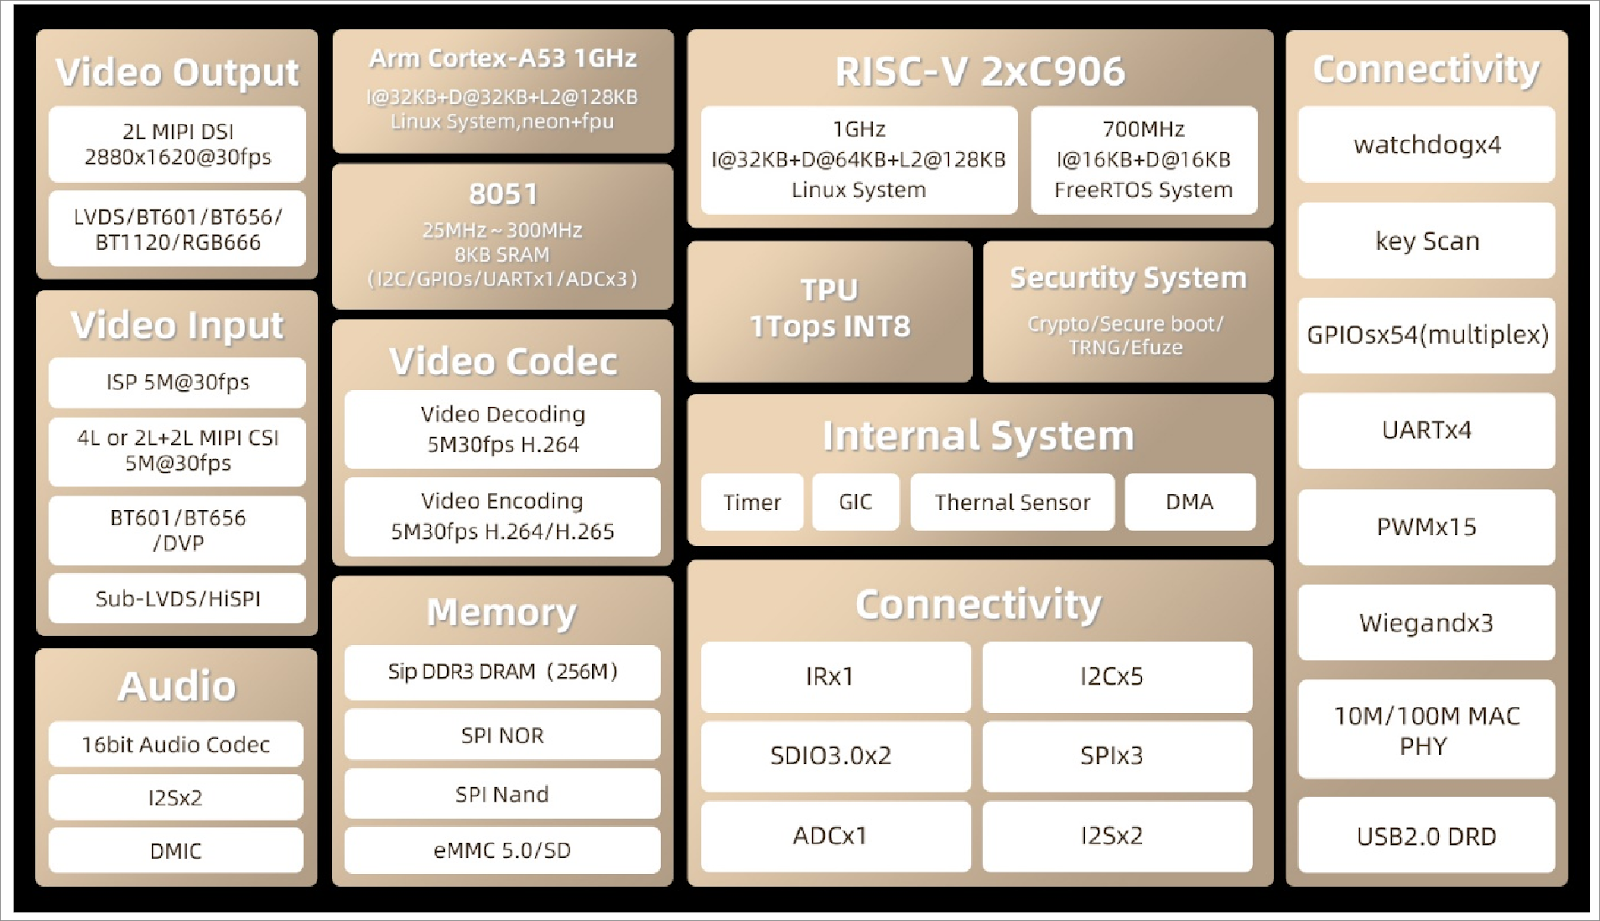 Video Output
2L MIPI DSI
2880x1620@30fps
LVDS/BT601/BT656/
BT1120/RGB666
Video Input
ISP 5M@30fps
4L or 2L+2L MIPI CSI
5M@30fps
BT601/BT656
/DVP
Sub-LVDS/HiSPI
Audio
16bit Audio Codec
I2Sx2
DMIC
Arm Cortex-A53 1GHz
I@32KB+D@32KB+L2@128KB
Linux System,neon+fpu
8051
25MHz～300MHz
8KB SRAM
（I2C/GPIOs/UARTx1/ADCx3）
Video Codec
Video Decoding
5M30fps H.264
Video Encoding
5M30fps H.264/H.265
Memory
Sip DDR3 DRAM（256M）
SPI NOR
SPI Nand
eMMC 5.0/SD
RISC-V 2xC906
1GHz
I@32KB+D@64KB+L2@128KB
Linux System
700MHz
I@16KB+D@16KB
FreeRTOS System
TPU
1Tops INT8
Securtity System
Crypto/Secure boot/
TRNG/Efuze
Internal System
Timer
GIC
Thernal Sensor
DMA
Connectivity
IRx1
I2Cx5
SDIO3.0x2
SPIx3
ADCx1
I2Sx2
Connectivity
watchdogx4
key Scan
GPIOsx54(multiplex)
UARTx4
PWMx15
Wiegandx3
10M/100M MAC
PHY
USB2.0 DRD